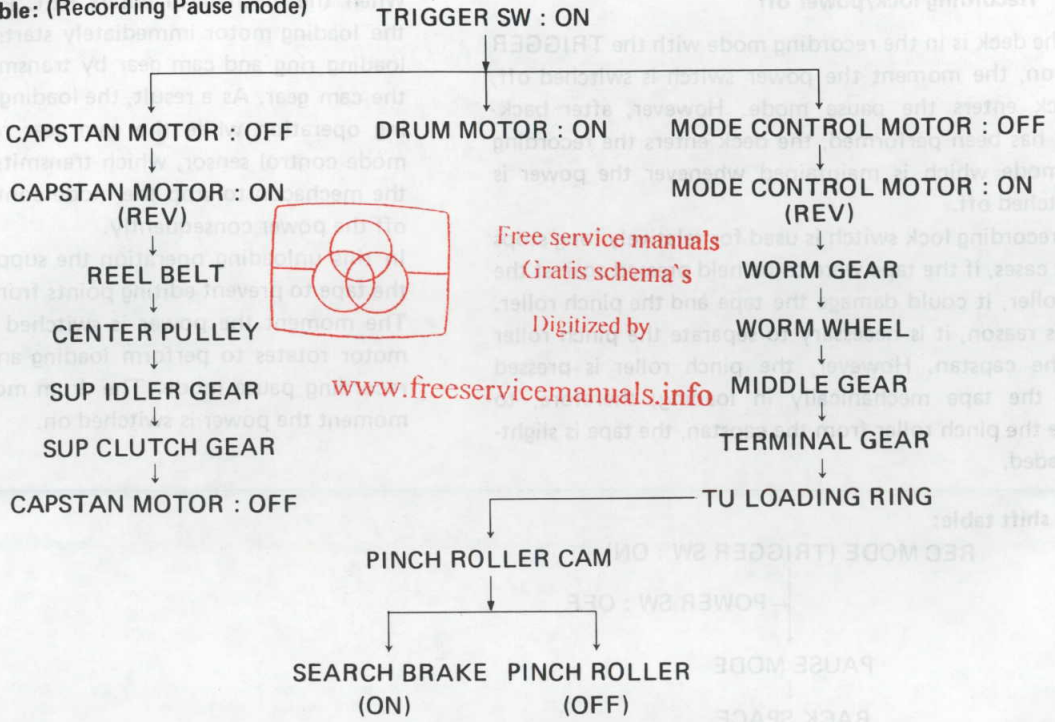 ble: (Recording Pause mode)
TRIGGER SW : ON
CAPSTAN MOTOR : OFF
CAPSTAN MOTOR : ON
(REV)
REEL BELT
CENTER PULLEY
SUP IDLER GEAR
SUP CLUTCH GEAR
CAPSTAN MOTOR : OFF
DRUM MOTOR : ON
MODE CONTROL MOTOR : OFF
MODE CONTROL MOTOR : ON
(REV)
WORM GEAR
WORM WHEEL
MIDDLE GEAR
TERMINAL GEAR
TU LOADING RING
PINCH ROLLER CAM
SEARCH BRAKE
(ON)
PINCH ROLLER
(OFF)
Free service manuals
Gratis schema's
Digitized by
www.freeservicemanuals.info